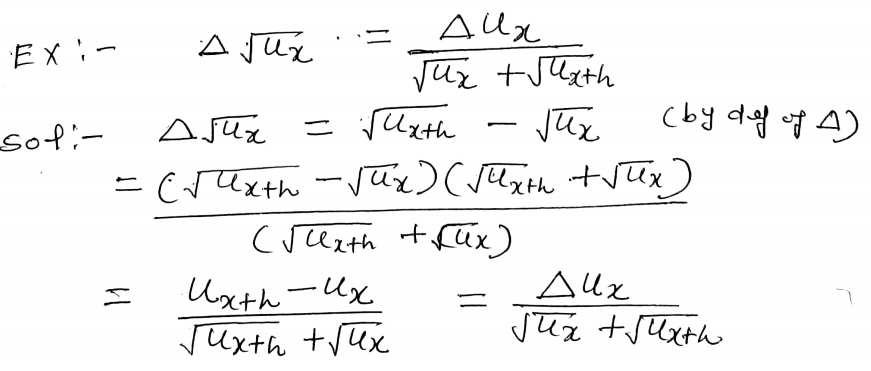 Ex:- Δ√u_x = Δu_x / (√u_x + √u_{x+h})
Sol:- Δ√u_x = √u_{x+h} - √u_x (by def of Δ)
= (√u_{x+h} - √u_x)(√u_{x+h} + √u_x) / (√u_{x+h} + √u_x)
= (u_{x+h} - u_x) / (√u_{x+h} + √u_x) = Δu_x / (√u_x + √u_{x+h})